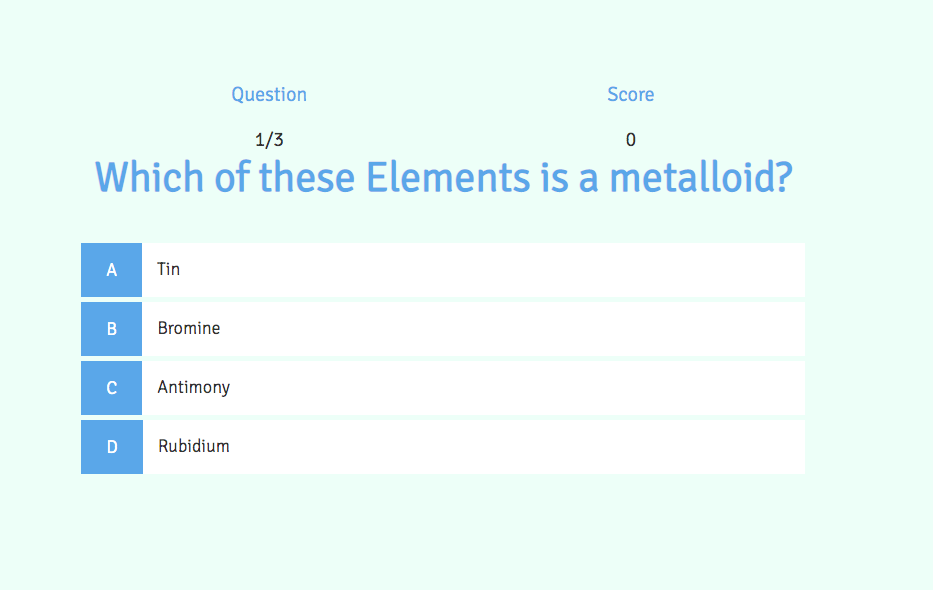 Question Score
1/3 0
Which of these Elements is a metalloid?
A Tin
B Bromine
C Antimony
D Rubidium